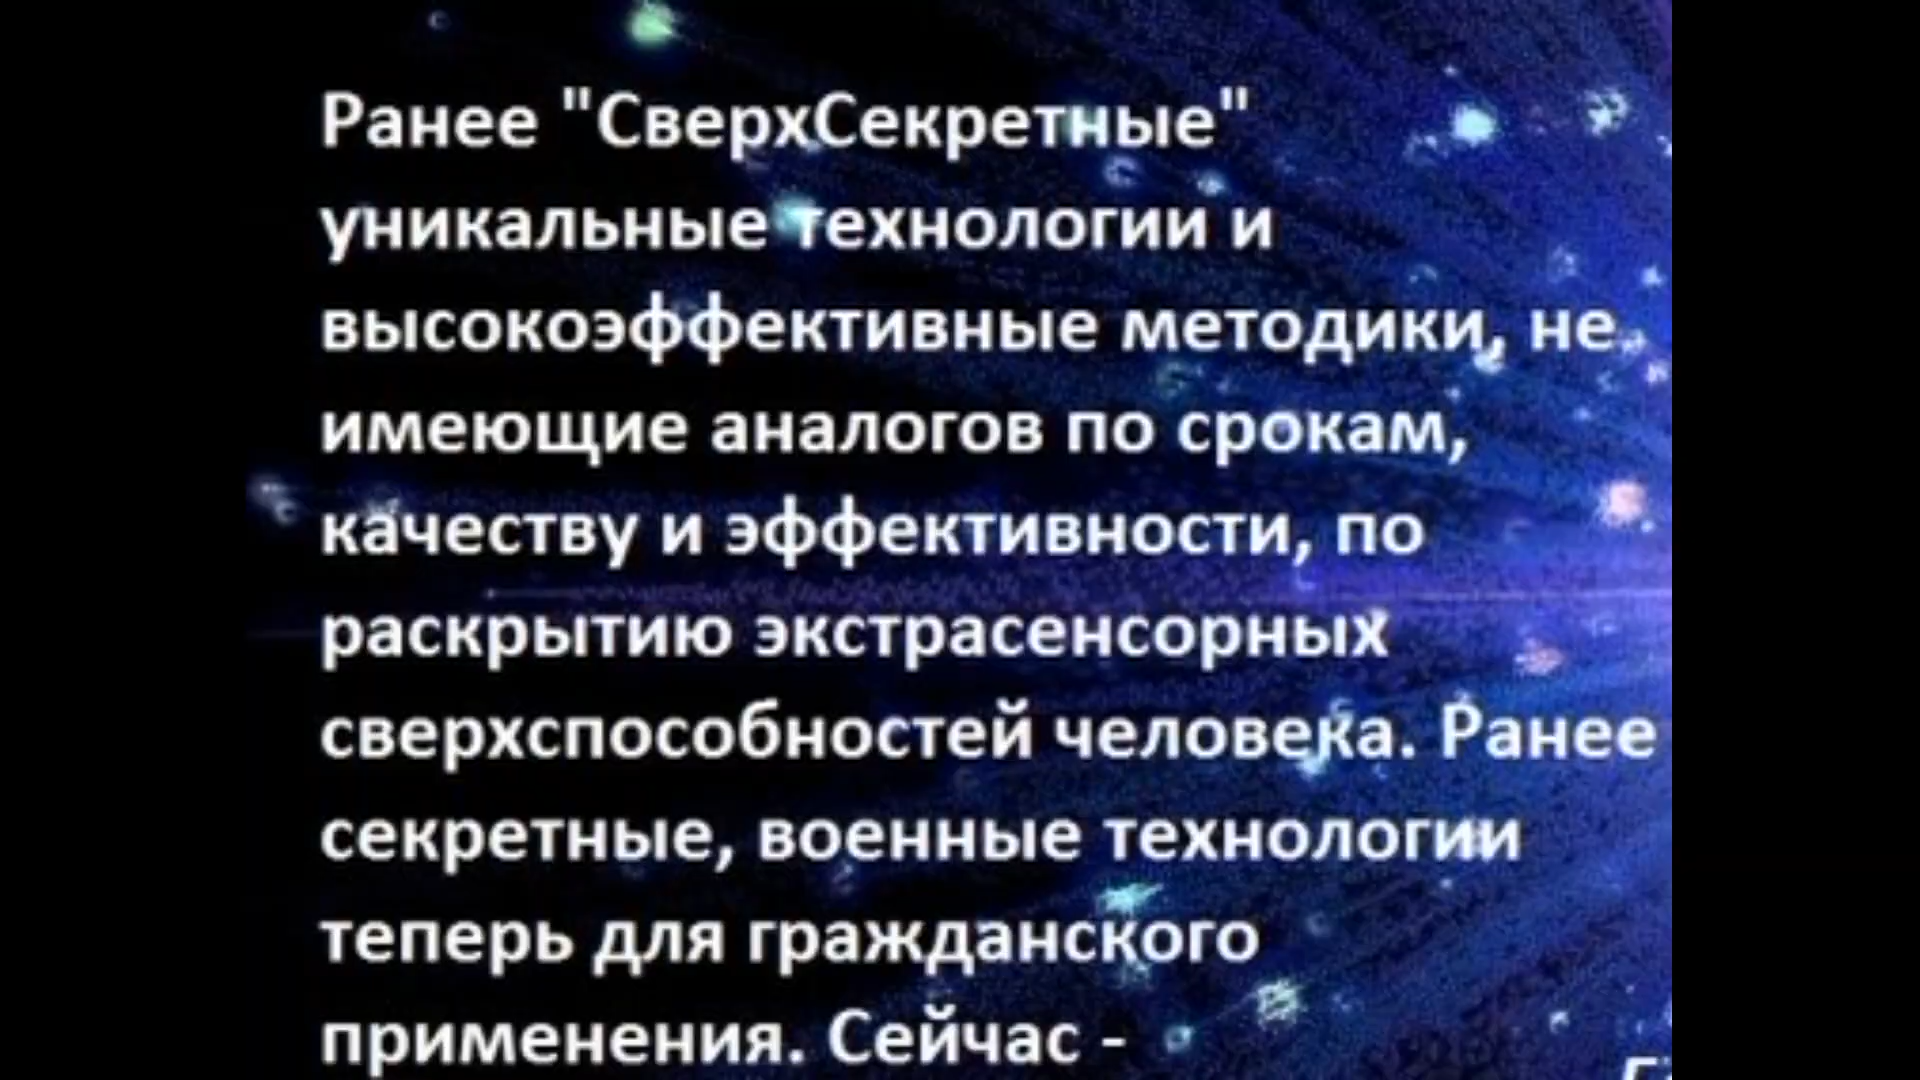 Ранее "СверхСекретные"
уникальные технологии и
высокоэффективные методики, не
имеющие аналогов по срокам,
качеству и эффективности, по
раскрытию экстрасенсорных
сверхспособностей человека. Ранее
секретные, военные технологии
теперь для гражданского
применения. Сейчас -